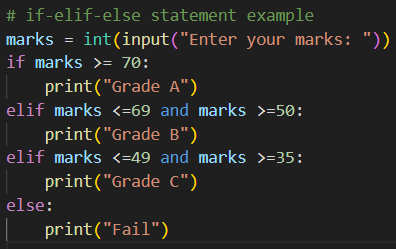 # if-elif-else statement example
marks = int(input("Enter your marks: "))
if marks >= 70:
    print("Grade A")
elif marks <=69 and marks >=50:
    print("Grade B")
elif marks <=49 and marks >=35:
    print("Grade C")
else:
    print("Fail")